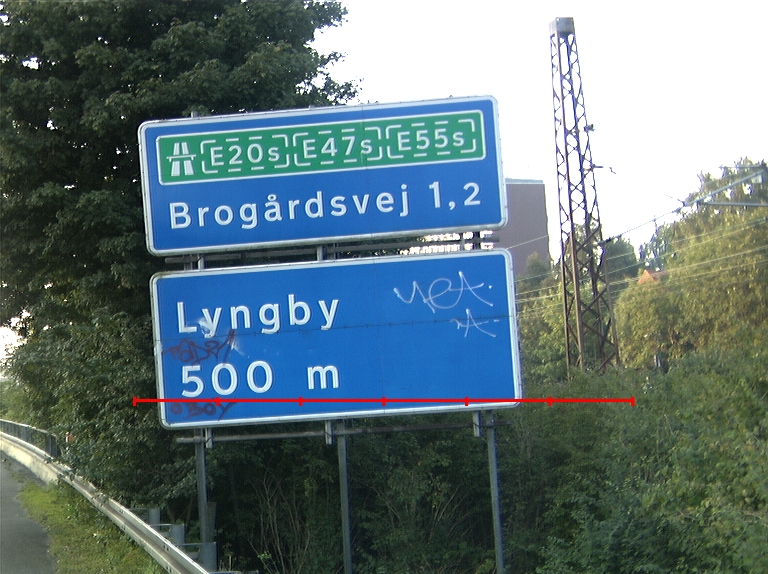 E20s E47s E55s
Brogårdsvej 1,2
Lyngby
500 m